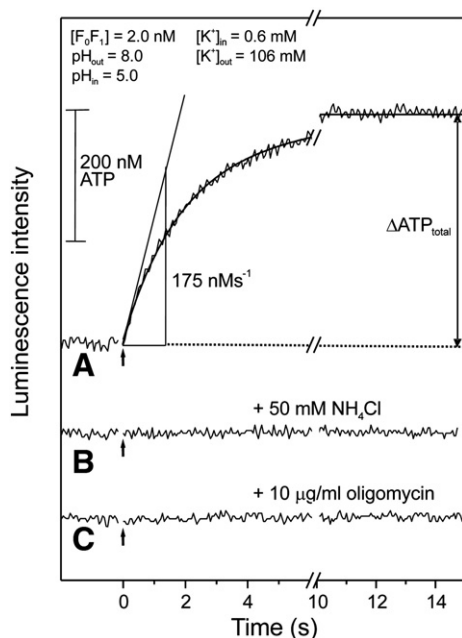 [F₀F₁] = 2.0 nM [K⁺]in = 0.6 mM
pHout = 8.0 [K⁺]out = 106 mM
pHin = 5.0
200 nM
ATP
ΔATPtotal
175 nMs⁻¹
A
+ 50 mM NH₄Cl
B
+ 10 µg/ml oligomycin
C
Luminescence intensity
0 2 4 6 10 12 14
Time (s)